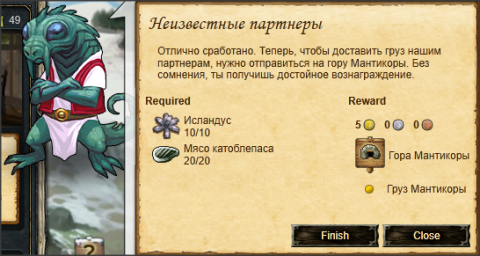 49
Неизвестные партнеры
Отлично сработано. Теперь, чтобы доставить груз нашим
партнерам, нужно отправиться на гору Мантикоры. Без
сомнения, ты получишь достойное вознаграждение.
Required
Исландус
10/10
Мясо катоблепаса
20/20
Reward
5 0 0
Гора Мантикоры
Груз Мантикоры
Finish
Close
?